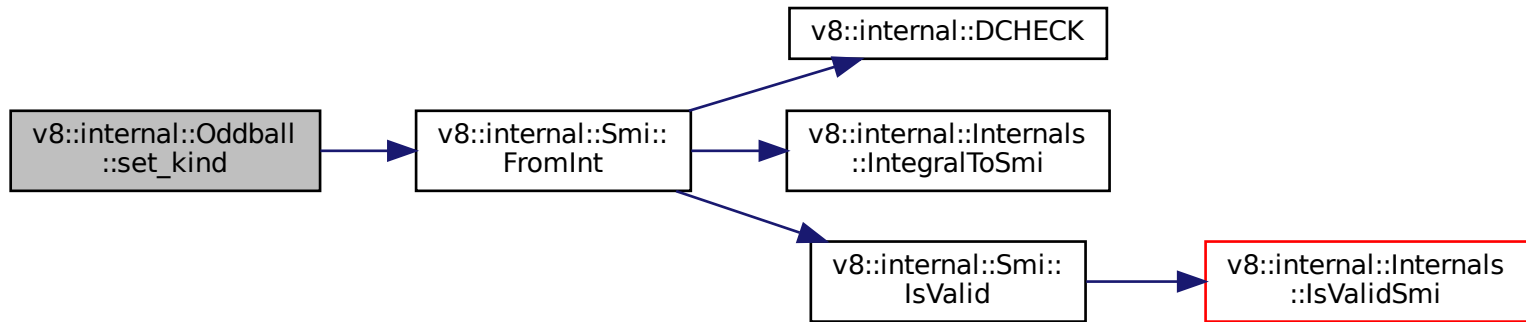 v8::internal::Oddball
::set_kind
v8::internal::Smi::
FromInt
v8::internal::DCHECK
v8::internal::Internals
::IntegralToSmi
v8::internal::Smi::
IsValid
v8::internal::Internals
::IsValidSmi